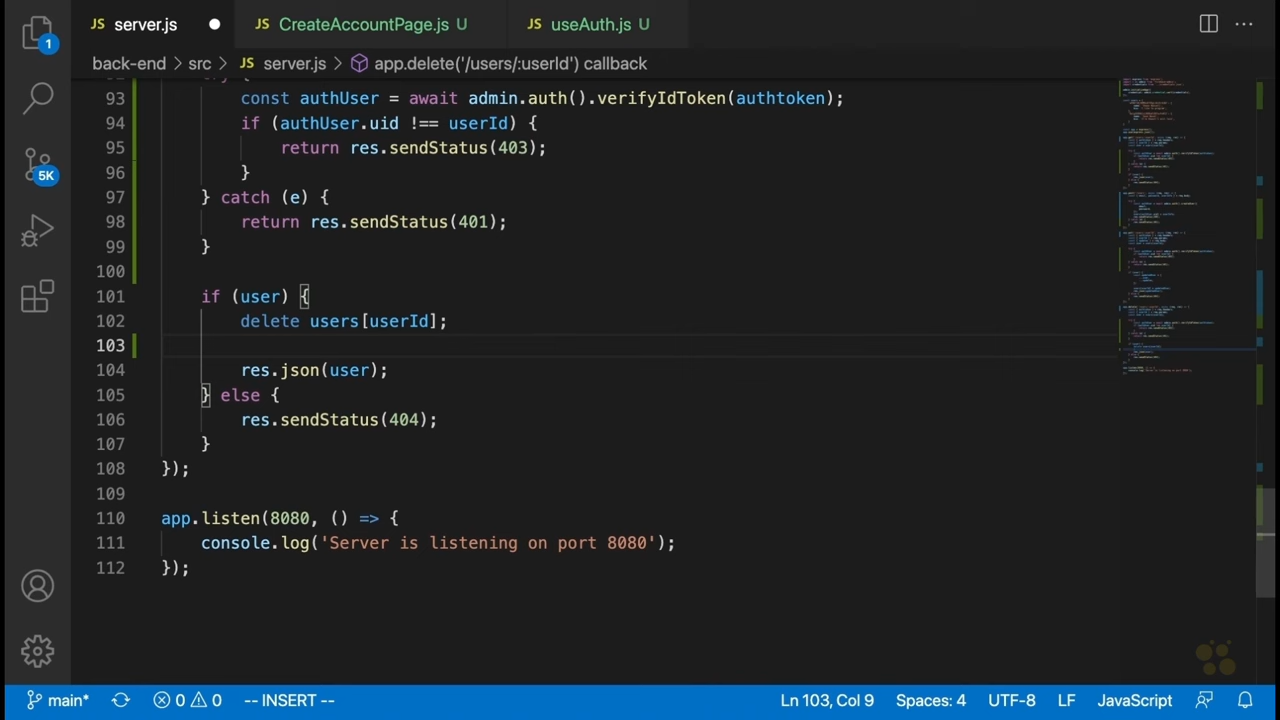 1
5K
JS server.js
JS CreateAccountPage.js U
JS useAuth.js U
back-end > src > JS server.js > app.delete('/users/:userId') callback
93 const authUser = await admin.auth().verifyIdToken(authtoken);
94 if (authUser.uid !== userId) {
95 return res.sendStatus(403);
96 }
97 } catch (e) {
98 return res.sendStatus(401);
99 }
100
101 if (user) {
102 delete users[userId];
103
104 res.json(user);
105 } else {
106 res.sendStatus(404);
107 }
108 });
109
110 app.listen(8080, () => {
111 console.log('Server is listening on port 8080');
112 });
main* 0 0 -- INSERT -- Ln 103, Col 9 Spaces: 4 UTF-8 LF JavaScript